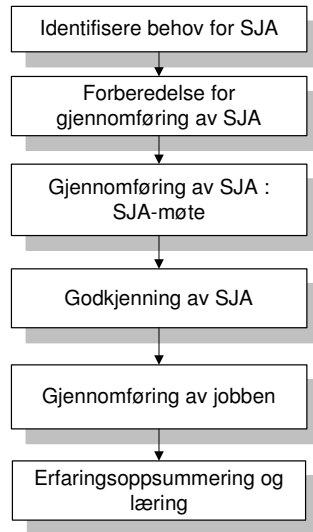 Identifisere behov for SJA
Forberedelse for
gjennomføring av SJA
Gjennomføring av SJA :
SJA-møte
Godkjenning av SJA
Gjennomføring av jobben
Erfaringsoppsummering og
læring